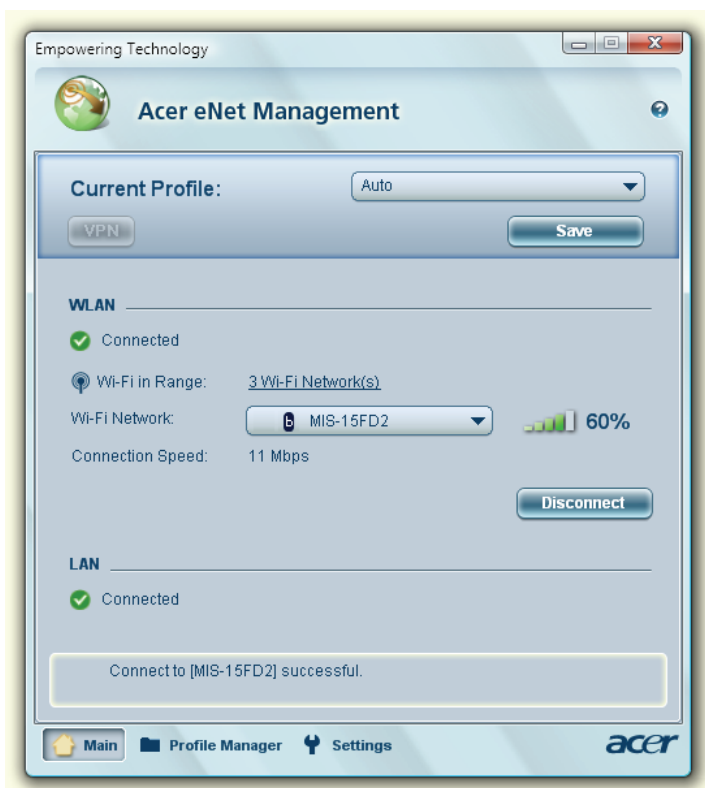 Empowering Technology
Acer eNet Management
Current Profile: Auto
VPN Save
WLAN
Connected
Wi-Fi in Range: 3 Wi-Fi Network(s)
Wi-Fi Network: b MIS-15FD2 60%
Connection Speed: 11 Mbps
Disconnect
LAN
Connected
Connect to [MIS-15FD2] successful.
Main Profile Manager Settings acer